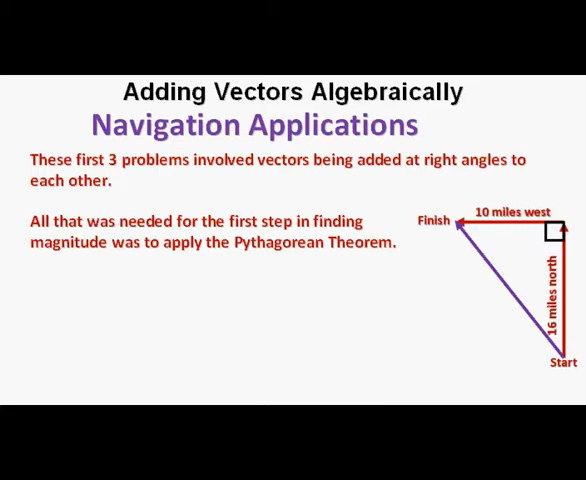 Adding Vectors Algebraically
Navigation Applications
These first 3 problems involved vectors being added at right angles to
each other.
All that was needed for the first step in finding
magnitude was to apply the Pythagorean Theorem.
10 miles west
Finish
16 miles north
Start